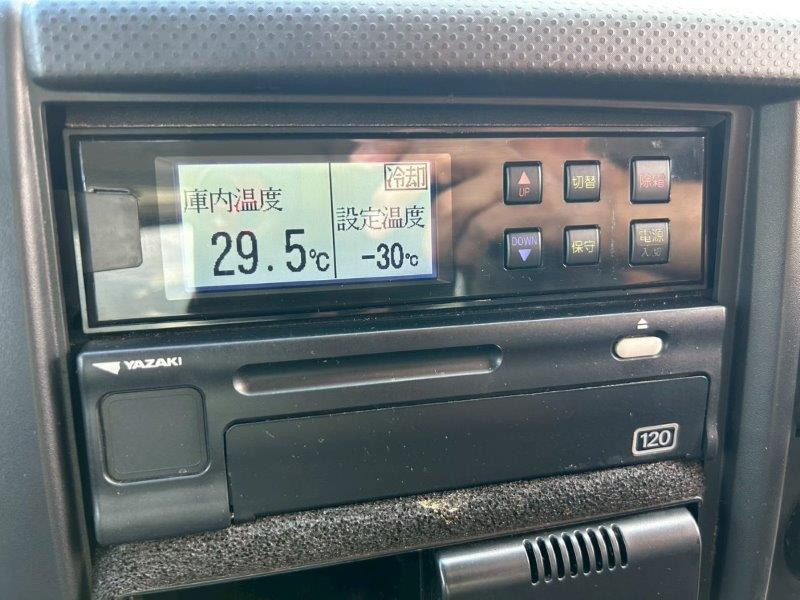 庫内温度
29.5℃
冷却
設定温度
-30℃
UP
切替
除霜
DOWN
保守
電源
入/切
YAZAKI
120